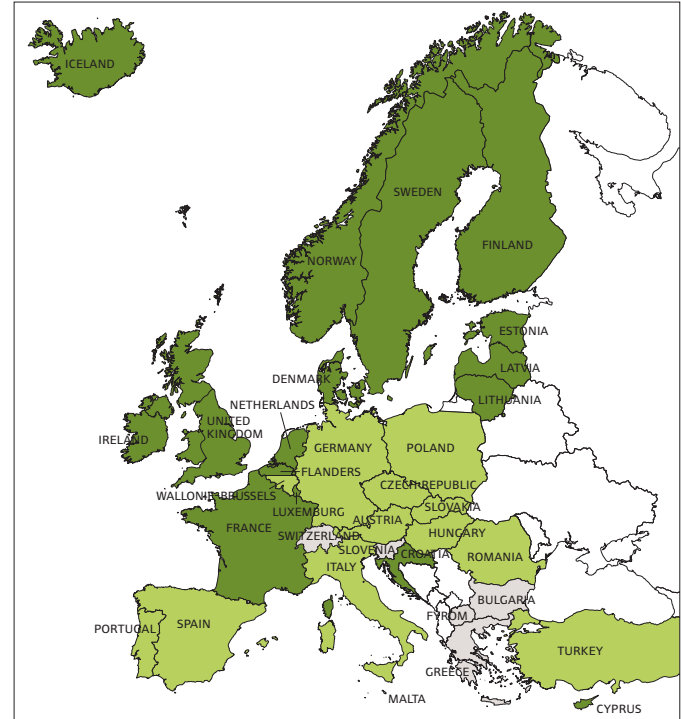 ICELAND
SWEDEN
FINLAND
NORWAY
ESTONIA
LATVIA
DENMARK
LITHUANIA
NETHERLANDS
UNITED
KINGDOM
IRELAND
GERMANY
POLAND
FLANDERS
CZECH REPUBLIC
WALLONIE-BRUSSELS
LUXEMBURG
SLOVAKIA
AUSTRIA
FRANCE
SWITZERLAND
HUNGARY
SLOVENIA
CROATIA
ROMANIA
ITALY
BULGARIA
FYROM
PORTUGAL
SPAIN
TURKEY
GREECE
MALTA
CYPRUS